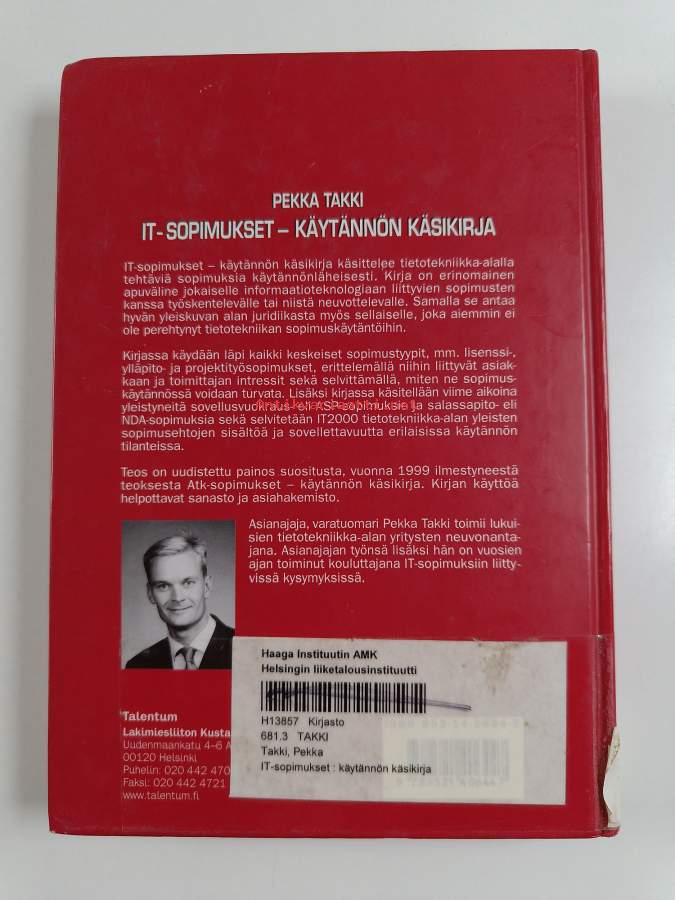 PEKKA TAKKI
IT-SOPIMUKSET – KÄYTÄNNÖN KÄSIKIRJA
IT-sopimukset – käytännön käsikirja käsittelee tietotekniikka-alalla
tehtäviä sopimuksia käytännönläheisesti. Kirja on erinomainen
apuväline jokaiselle informaatioteknologiaan liittyvien sopimusten
kanssa työskentelevälle tai niistä neuvottelevalle. Samalla se antaa
hyvän yleiskuvan alan juridiikasta myös sellaiselle, joka aiemmin ei
ole perehtynyt tietotekniikan sopimuskäytäntöihin.
Kirjassa käydään läpi kaikki keskeiset sopimustyypit, mm. lisenssi-,
ylläpito- ja projektityösopimukset, erittelemällä niihin liittyvät asiak-
kaan ja toimittajan intressit sekä selvittämällä, miten ne sopimus-
käytännössä voidaan turvata. Lisäksi kirjassa käsitellään viime aikoina
yleistyneitä sovellusvuokraus- eli ASP-sopimuksia ja salassapito- eli
NDA-sopimuksia sekä selvitetään IT2000 tietotekniikka-alan yleisten
sopimusehtojen sisältöä ja sovellettavuutta erilaisissa käytännön
tilanteissa.
Teos on uudistettu painos suositusta, vuonna 1999 ilmestyneestä
teoksesta Atk-sopimukset – käytännön käsikirja. Kirjan käyttöä
helpottavat sanasto ja asiahakemisto.
Asianajaja, varatuomari Pekka Takki toimii lukui-
sien tietotekniikka-alan yritysten neuvonanta-
jana. Asianajajan työnsä lisäksi hän on vuosien
ajan toiminut kouluttajana IT-sopimuksiin liitty-
vissä kysymyksissä.
Haaga Instituutin AMK
Helsingin liiketalousinstituutti
H13857 Kirjasto
681.3 TAKKI
Takki, Pekka
IT-sopimukset : käytännön käsikirja
Talentum
Lakimiesliiton Kusta
Uudenmaankatu 4–6 A
00120 Helsinki
Puhelin: 020 442 470
Faksi: 020 442 4721
www.talentum.fi